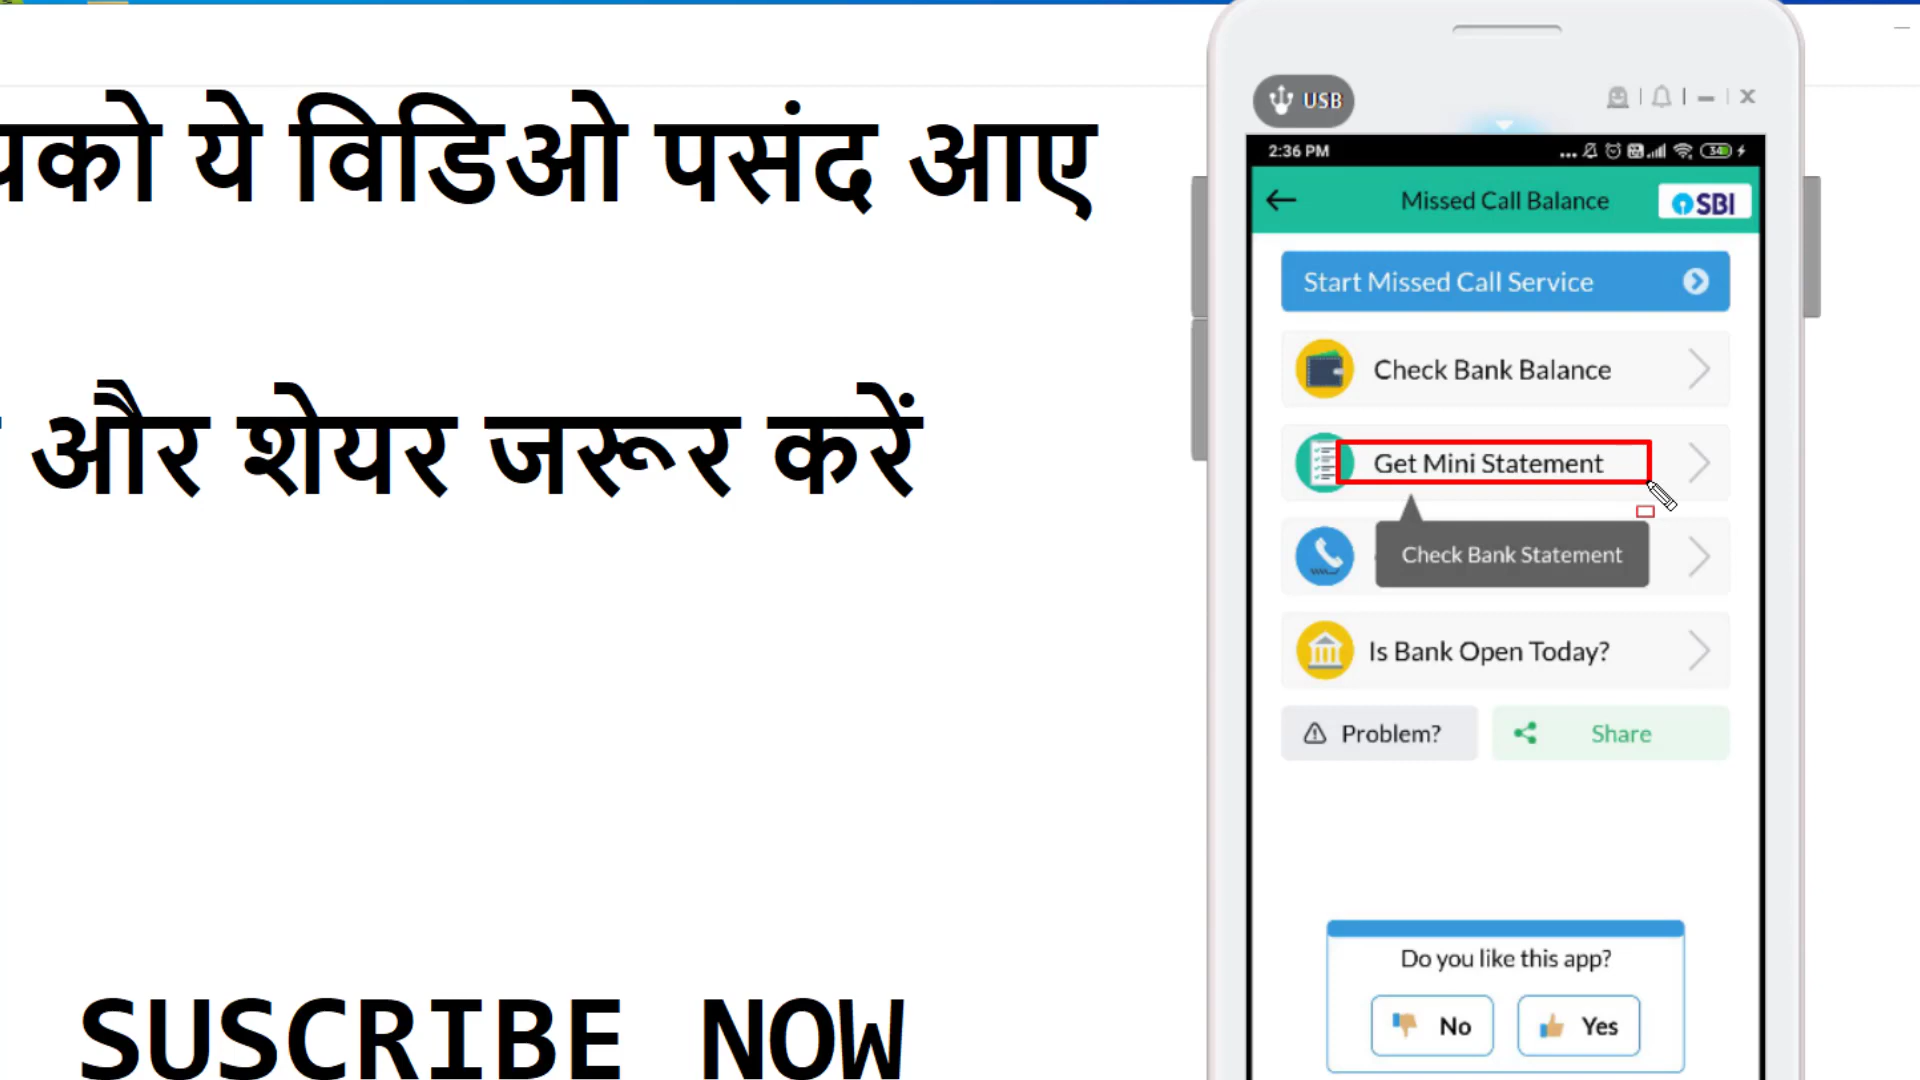 ये विडिओ पसंद आए
और शेयर जरूर करें
SUSCRIBE NOW
USB
2:36 PM
34
Missed Call Balance
SBI
Start Missed Call Service
Check Bank Balance
Get Mini Statement
Check Bank Statement
Is Bank Open Today?
Problem?
Share
Do you like this app?
No
Yes